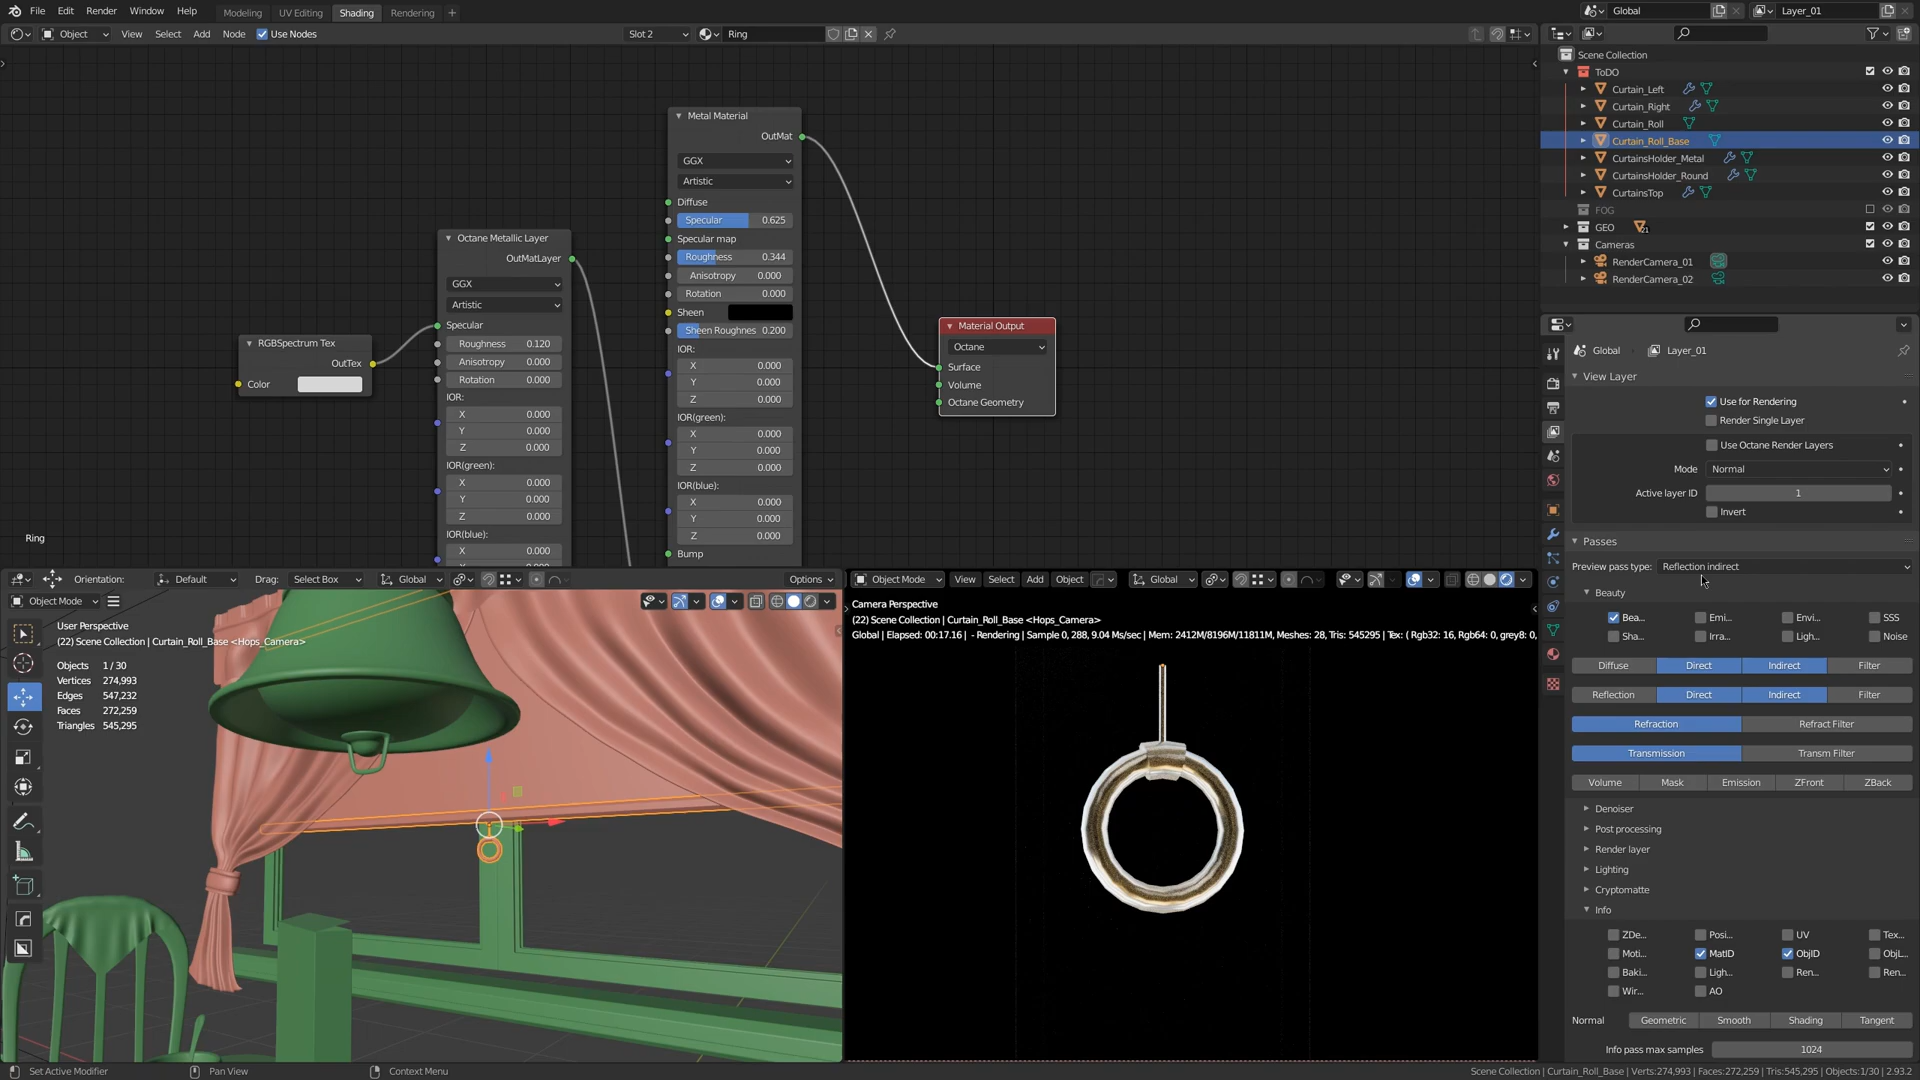 File Edit Render Window Help Modeling UV Editing Shading Rendering + Global Layer_01
Object View Select Add Node Use Nodes Slot 2 Ring
Scene Collection
ToDO
Curtain_Left
Curtain_Right
Curtain_Roll
Curtain_Roll_Base
CurtainsHolder_Metal
CurtainsHolder_Round
CurtainsTop
FOG
GEO 21
Cameras
RenderCamera_01
RenderCamera_02
RGBSpectrum Tex
OutTex
Color
Octane Metallic Layer
OutMatLayer
GGX
Artistic
Specular
Roughness 0.120
Anisotropy 0.000
Rotation 0.000
IOR:
X 0.000
Y 0.000
Z 0.000
IOR(green):
X 0.000
Y 0.000
Z 0.000
IOR(blue):
X 0.000
Metal Material
OutMat
GGX
Artistic
Diffuse
Specular 0.625
Specular map
Roughness 0.344
Anisotropy 0.000
Rotation 0.000
Sheen
Sheen Roughnes 0.200
IOR:
X 0.000
Y 0.000
Z 0.000
IOR(green):
X 0.000
Y 0.000
Z 0.000
IOR(blue):
X 0.000
Y 0.000
Z 0.000
Bump
Material Output
Octane
Surface
Volume
Octane Geometry
Ring
Global Layer_01
View Layer
Use for Rendering
Render Single Layer
Use Octane Render Layers
Mode Normal
Active layer ID 1
Invert
Passes
Preview pass type: Reflection indirect
Beauty
Bea... Emi... Envi... SSS
Sha... Irra... Ligh... Noise
Diffuse Direct Indirect Filter
Reflection Direct Indirect Filter
Refraction Refract Filter
Transmission Transm Filter
Volume Mask Emission ZFront ZBack
Denoiser
Post processing
Render layer
Lighting
Cryptomatte
Info
ZDe... Posi... UV Tex...
Moti... MatID ObjID ObjL...
Baki... Ligh... Ren... Ren...
Wir... AO
Normal Geometric Smooth Shading Tangent
Info pass max samples 1024
Orientation: Default Drag: Select Box Global Options
Object Mode
User Perspective
(22) Scene Collection | Curtain_Roll_Base <Hops_Camera>
Objects 1 / 30
Vertices 274,993
Edges 547,232
Faces 272,259
Triangles 545,295
Object Mode View Select Add Object Global
Camera Perspective
(22) Scene Collection | Curtain_Roll_Base <Hops_Camera>
Global | Elapsed: 00:17.16 | - Rendering | Sample 0, 288, 9.04 Ms/sec | Mem: 2412M/8196M/11811M, Meshes: 28, Tris: 545295 | Tex: ( Rgb32: 16, Rgb64: 0, grey8: 0,
Set Active Modifier Pan View Context Menu Scene Collection | Curtain_Roll_Base | Verts:274,993 | Faces:272,259 | Tris:545,295 | Objects:1/30 | 2.93.2